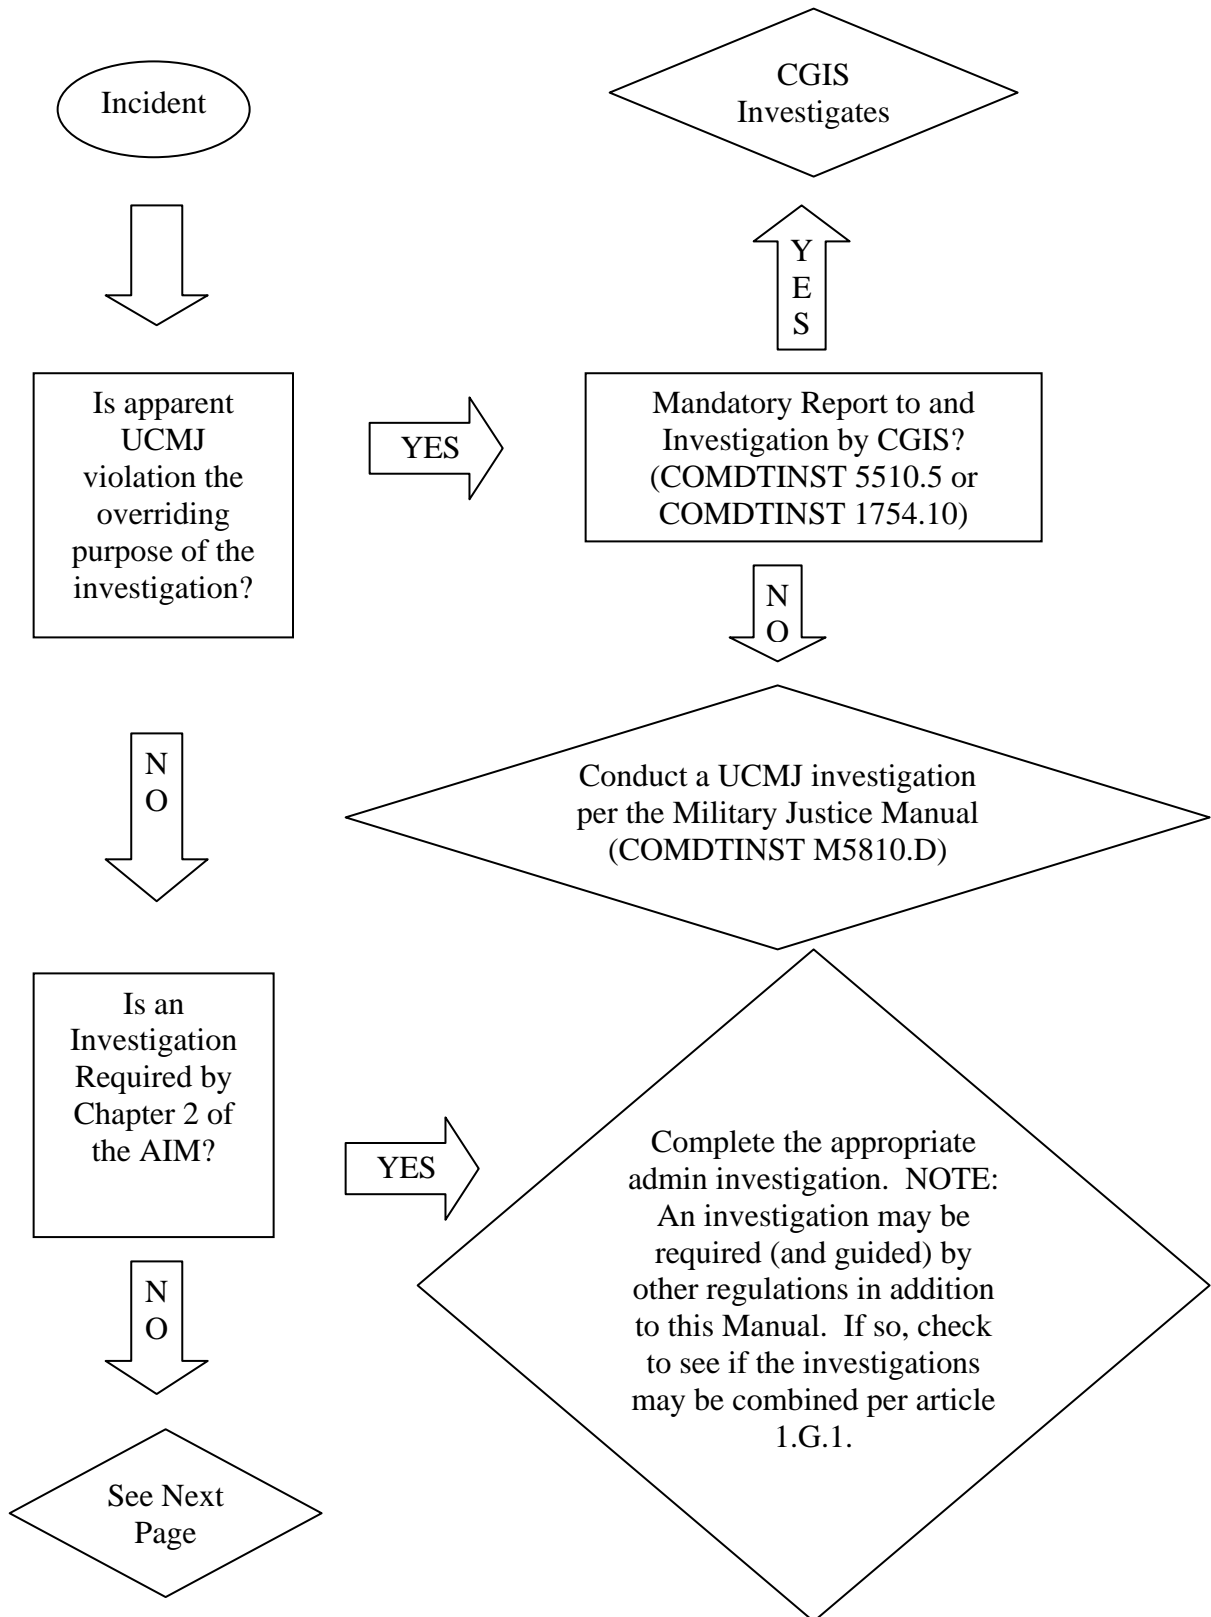 Incident
CGIS
Investigates
Y
E
S
Is apparent
UCMJ
violation the
overriding
purpose of the
investigation?
YES
Mandatory Report to and
Investigation by CGIS?
(COMDTINST 5510.5 or
COMDTINST 1754.10)
N
O
N
O
Conduct a UCMJ investigation
per the Military Justice Manual
(COMDTINST M5810.D)
Is an
Investigation
Required by
Chapter 2 of
the AIM?
YES
Complete the appropriate
admin investigation.  NOTE:
An investigation may be
required (and guided) by
other regulations in addition
to this Manual.  If so, check
to see if the investigations
may be combined per article
1.G.1.
N
O
See Next
Page